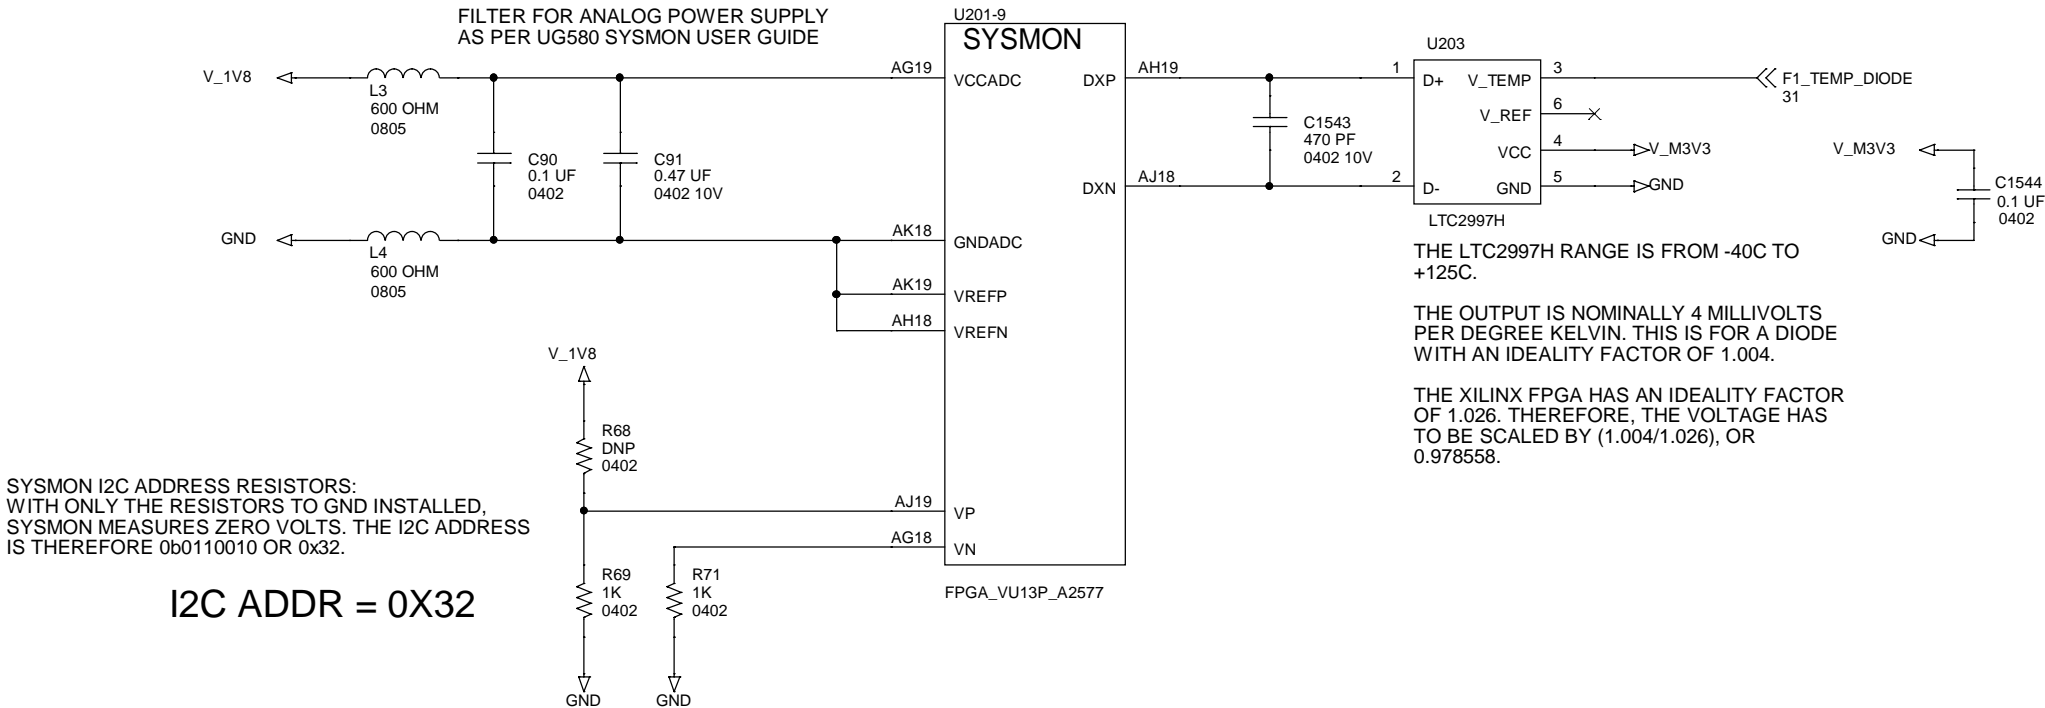 FILTER FOR ANALOG POWER SUPPLY
AS PER UG580 SYSMON USER GUIDE
U201-9
SYSMON
V_1V8
L3
600 OHM
0805
C90
0.1 UF
0402
C91
0.47 UF
0402 10V
GND
L4
600 OHM
0805
AG19
VCCADC
AK18
GNDADC
AK19
VREFP
AH18
VREFN
AJ19
VP
AG18
VN
DXP
AH19
DXN
AJ18
FPGA_VU13P_A2577
C1543
470 PF
0402 10V
U203
1
D+
2
D-
V_TEMP
3
V_REF
6
VCC
4
GND
5
LTC2997H
F1_TEMP_DIODE
31
V_M3V3
GND
V_M3V3
C1544
0.1 UF
0402
GND
THE LTC2997H RANGE IS FROM -40C TO
+125C.
THE OUTPUT IS NOMINALLY 4 MILLIVOLTS
PER DEGREE KELVIN. THIS IS FOR A DIODE
WITH AN IDEALITY FACTOR OF 1.004.
THE XILINX FPGA HAS AN IDEALITY FACTOR
OF 1.026. THEREFORE, THE VOLTAGE HAS
TO BE SCALED BY (1.004/1.026), OR
0.978558.
V_1V8
R68
DNP
0402
R69
1K
0402
GND
R71
1K
0402
GND
SYSMON I2C ADDRESS RESISTORS:
WITH ONLY THE RESISTORS TO GND INSTALLED,
SYSMON MEASURES ZERO VOLTS. THE I2C ADDRESS
IS THEREFORE 0b0110010 OR 0x32.
I2C ADDR = 0X32